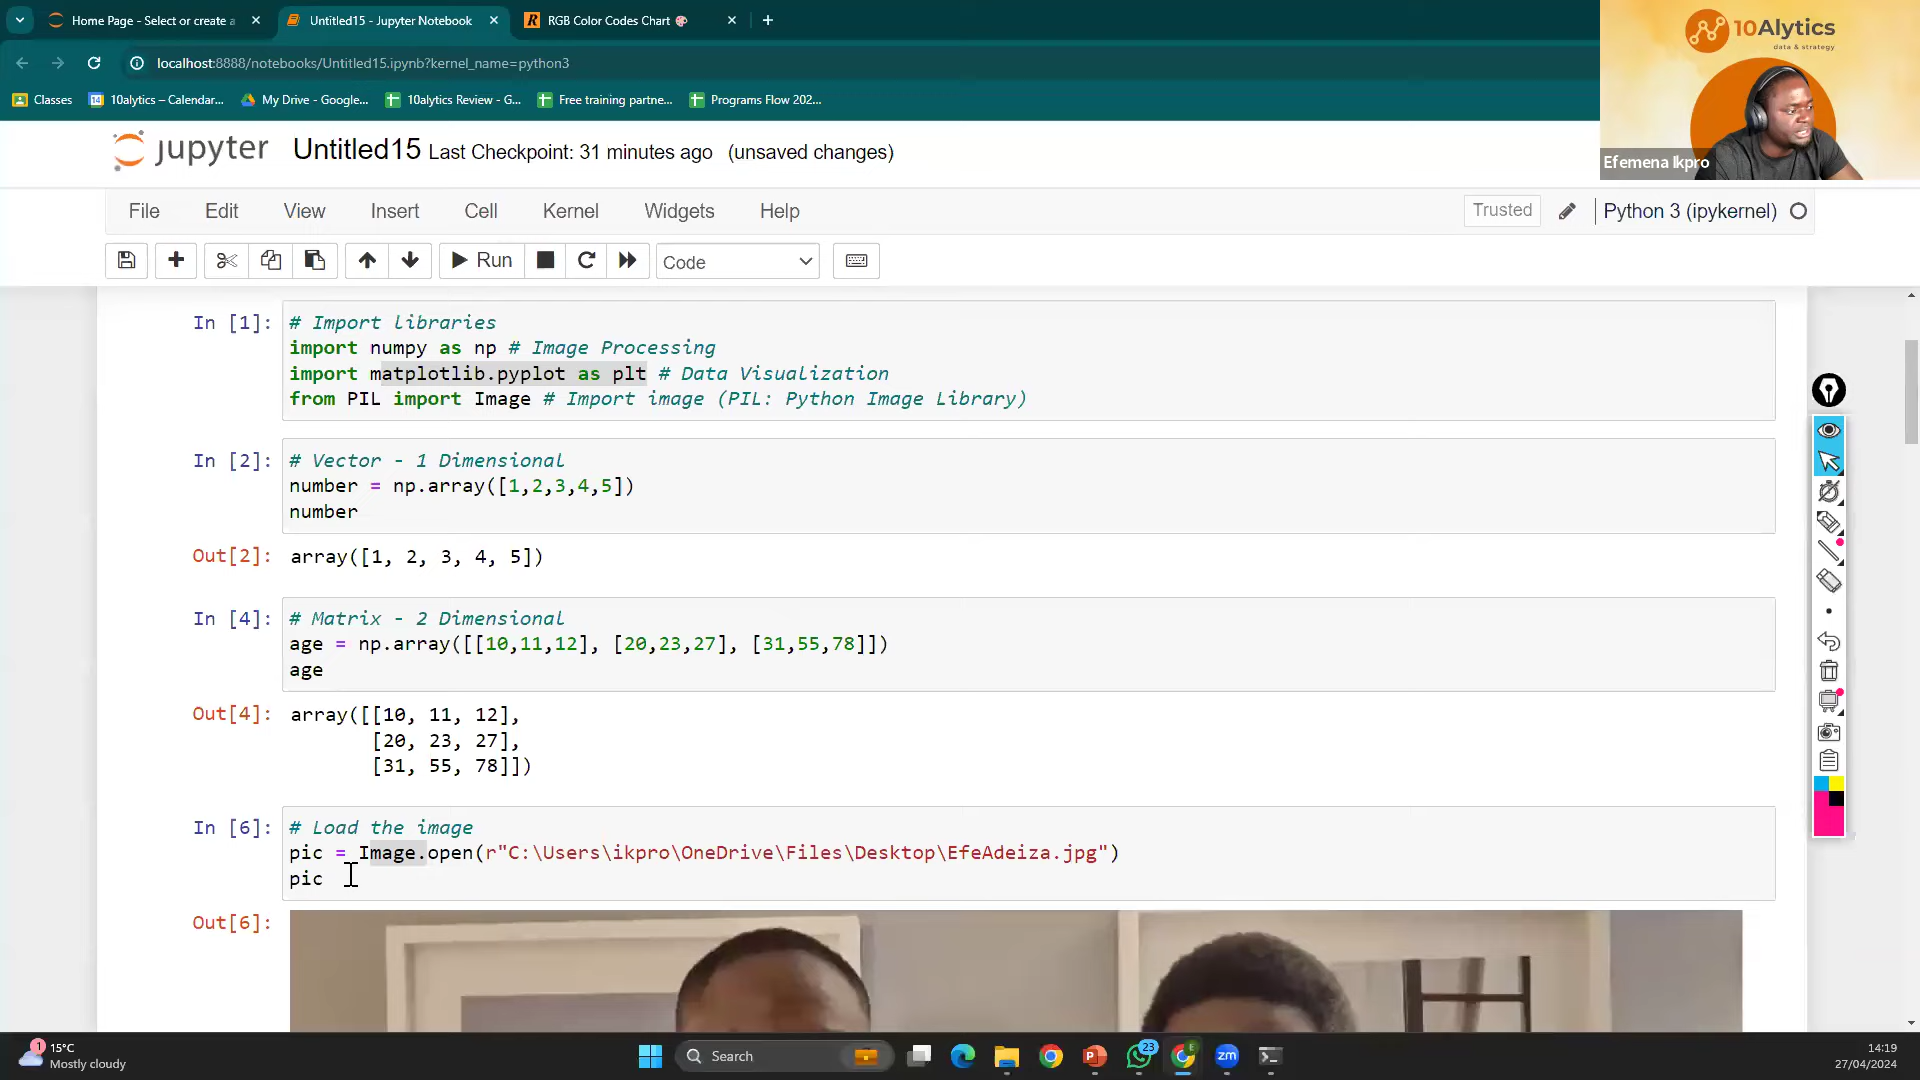 Home Page - Select or create a
Untitled15 - Jupyter Notebook
RGB Color Codes Chart
localhost:8888/notebooks/Untitled15.ipynb?kernel_name=python3
Classes
10alytics – Calendar...
My Drive - Google...
10alytics Review - G...
Free training partne...
Programs Flow 202...
10Alytics
data & strategy
Efemena Ikpro
jupyter Untitled15 Last Checkpoint: 31 minutes ago (unsaved changes)
File Edit View Insert Cell Kernel Widgets Help
Trusted
Python 3 (ipykernel)
Run
Code
In [1]:
# Import libraries
import numpy as np # Image Processing
import matplotlib.pyplot as plt # Data Visualization
from PIL import Image # Import image (PIL: Python Image Library)
In [2]:
# Vector - 1 Dimensional
number = np.array([1,2,3,4,5])
number
Out[2]: array([1, 2, 3, 4, 5])
In [4]:
# Matrix - 2 Dimensional
age = np.array([[10,11,12], [20,23,27], [31,55,78]])
age
Out[4]: array([[10, 11, 12],
[20, 23, 27],
[31, 55, 78]])
In [6]:
# Load the image
pic = Image.open(r"C:\Users\ikpro\OneDrive\Files\Desktop\EfeAdeiza.jpg")
pic
Out[6]:
1
15°C
Mostly cloudy
Search
23
E
zm
14:19
27/04/2024